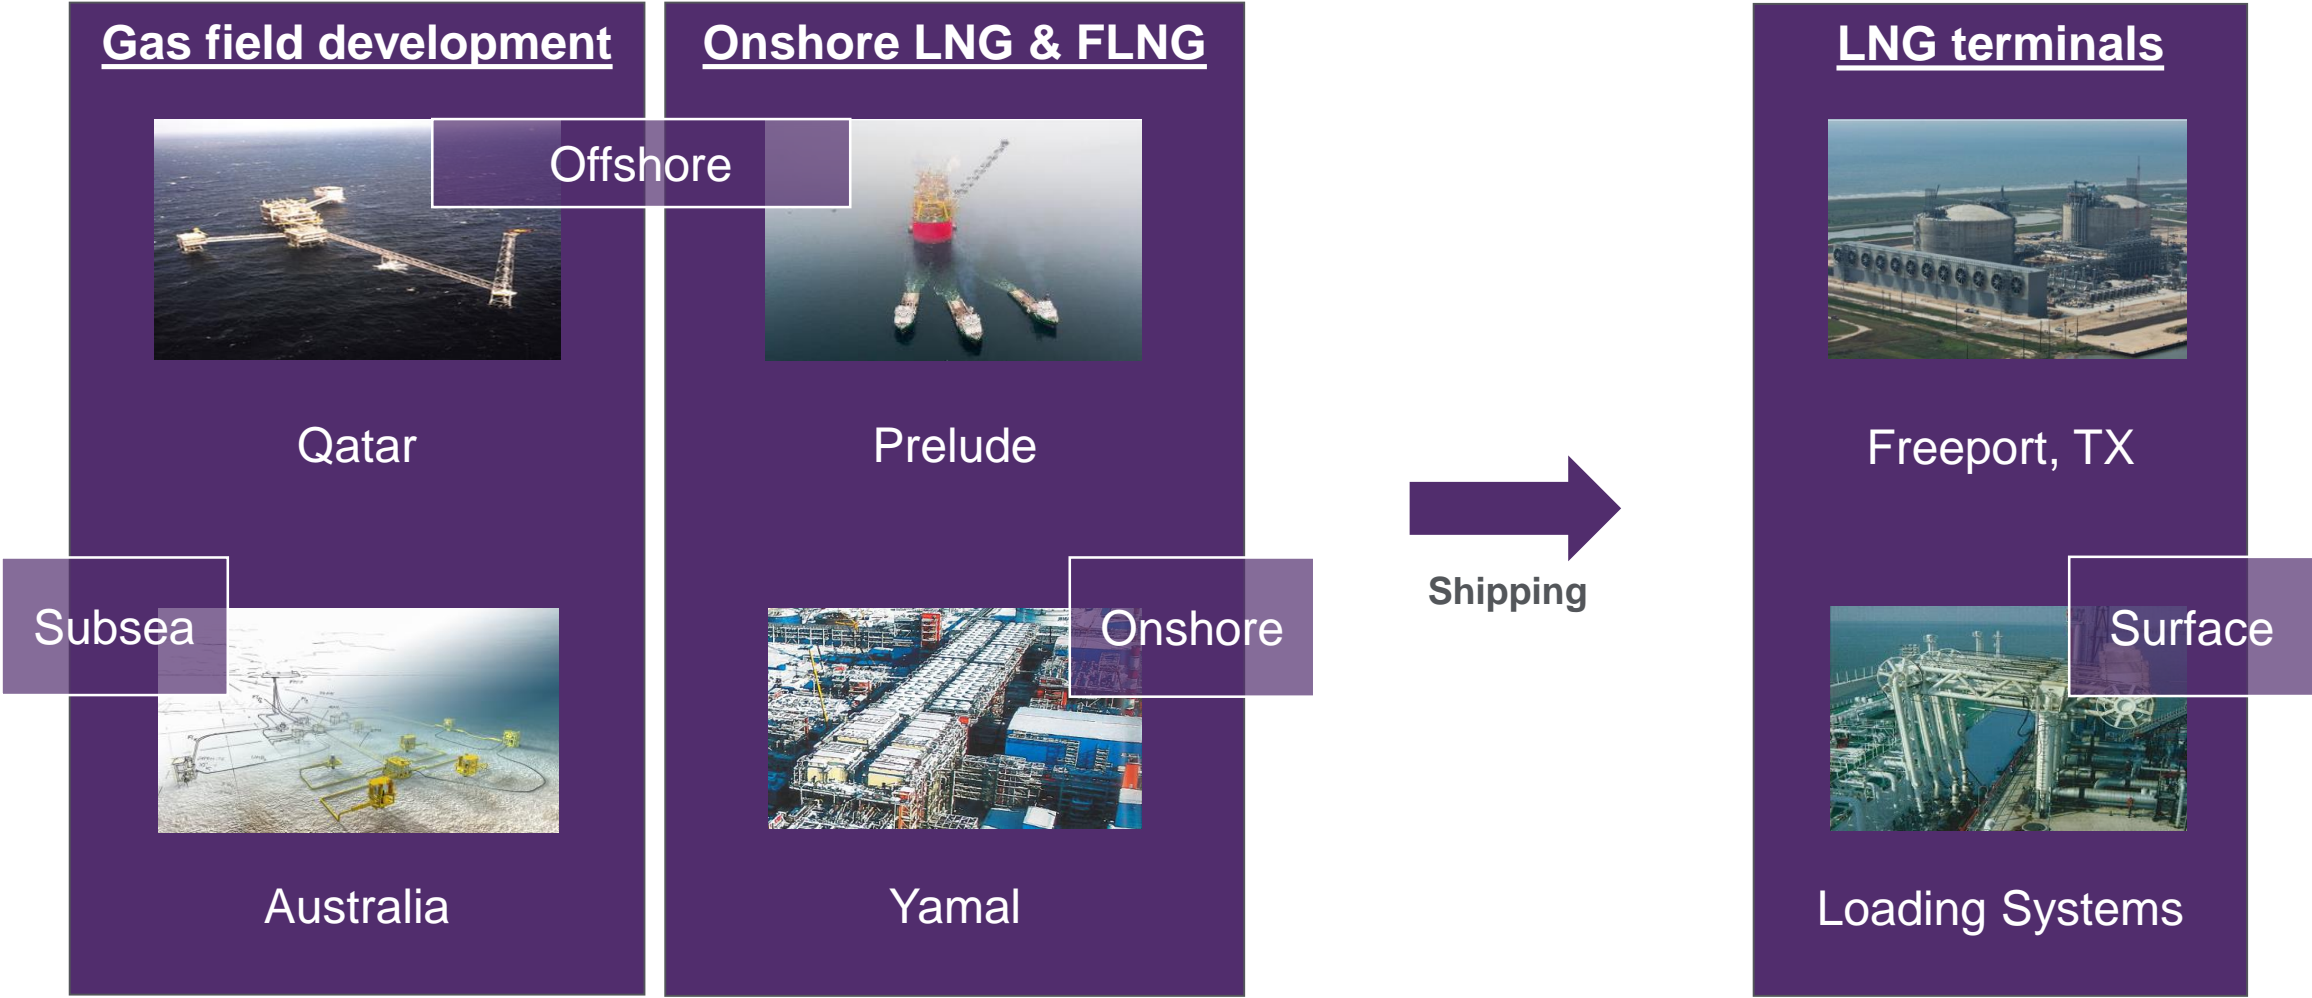 Gas field development
Onshore LNG & FLNG
LNG terminals
Offshore
Qatar
Prelude
Freeport, TX
Shipping
Subsea
Onshore
Surface
Australia
Yamal
Loading Systems